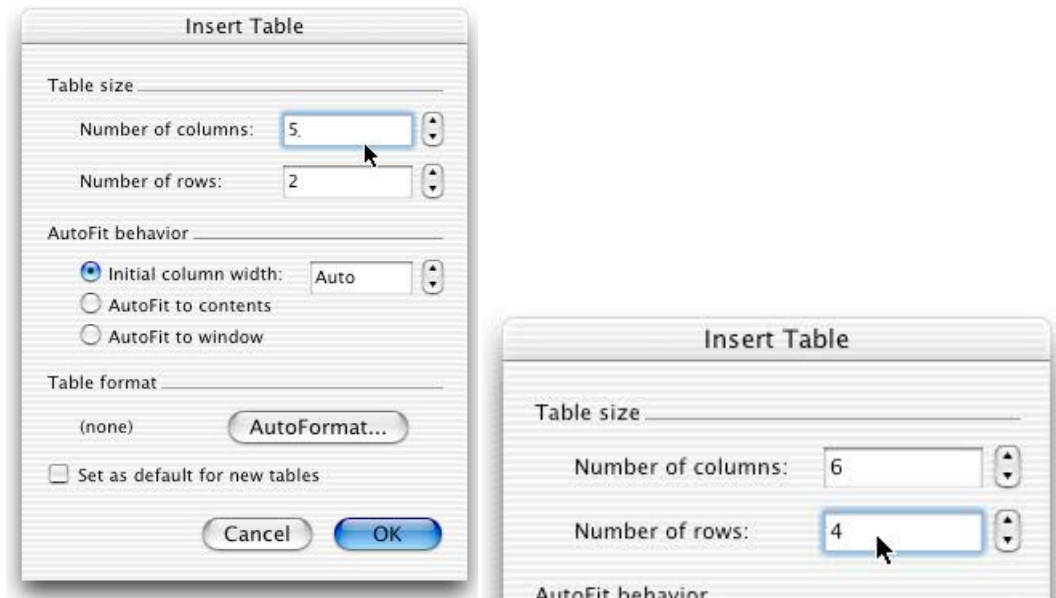 Insert Table
Table size
Number of columns: 5
Number of rows: 2
AutoFit behavior
Initial column width: Auto
AutoFit to contents
AutoFit to window
Table format
(none) AutoFormat...
Set as default for new tables
Cancel OK
Insert Table
Table size
Number of columns: 6
Number of rows: 4
AutoFit behavior